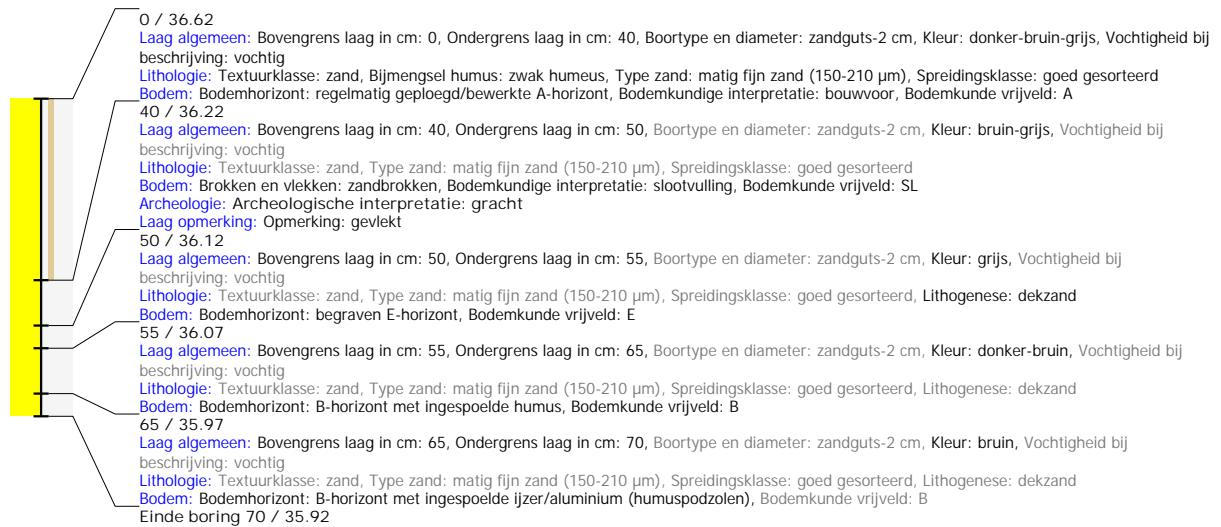 0 / 36.62
Laag algemeen: Bovengrens laag in cm: 0, Ondergrens laag in cm: 40, Boortype en diameter: zandguts-2 cm, Kleur: donker-bruin-grijs, Vochtigheid bij
beschrijving: vochtig
Lithologie: Textuurklasse: zand, Bijmengsel humus: zwak humeus, Type zand: matig fijn zand (150-210 µm), Spreidingsklasse: goed gesorteerd
Bodem: Bodemhorizont: regelmatig geploegd/bewerkte A-horizont, Bodemkundige interpretatie: bouwvoor, Bodemkunde vrijveld: A
40 / 36.22
Laag algemeen: Bovengrens laag in cm: 40, Ondergrens laag in cm: 50, Boortype en diameter: zandguts-2 cm, Kleur: bruin-grijs, Vochtigheid bij
beschrijving: vochtig
Lithologie: Textuurklasse: zand, Type zand: matig fijn zand (150-210 µm), Spreidingsklasse: goed gesorteerd
Bodem: Brokken en vlekken: zandbrokken, Bodemkundige interpretatie: slootvulling, Bodemkunde vrijveld: SL
Archeologie: Archeologische interpretatie: gracht
Laag opmerking: Opmerking: gevlekt
50 / 36.12
Laag algemeen: Bovengrens laag in cm: 50, Ondergrens laag in cm: 55, Boortype en diameter: zandguts-2 cm, Kleur: grijs, Vochtigheid bij
beschrijving: vochtig
Lithologie: Textuurklasse: zand, Type zand: matig fijn zand (150-210 µm), Spreidingsklasse: goed gesorteerd, Lithogenese: dekzand
Bodem: Bodemhorizont: begraven E-horizont, Bodemkunde vrijveld: E
55 / 36.07
Laag algemeen: Bovengrens laag in cm: 55, Ondergrens laag in cm: 65, Boortype en diameter: zandguts-2 cm, Kleur: donker-bruin, Vochtigheid bij
beschrijving: vochtig
Lithologie: Textuurklasse: zand, Type zand: matig fijn zand (150-210 µm), Spreidingsklasse: goed gesorteerd, Lithogenese: dekzand
Bodem: Bodemhorizont: B-horizont met ingespoelde humus, Bodemkunde vrijveld: B
65 / 35.97
Laag algemeen: Bovengrens laag in cm: 65, Ondergrens laag in cm: 70, Boortype en diameter: zandguts-2 cm, Kleur: bruin, Vochtigheid bij
beschrijving: vochtig
Lithologie: Textuurklasse: zand, Type zand: matig fijn zand (150-210 µm), Spreidingsklasse: goed gesorteerd, Lithogenese: dekzand
Bodem: Bodemhorizont: B-horizont met ingespoelde ijzer/aluminium (humuspodzolen), Bodemkunde vrijveld: B
Einde boring 70 / 35.92